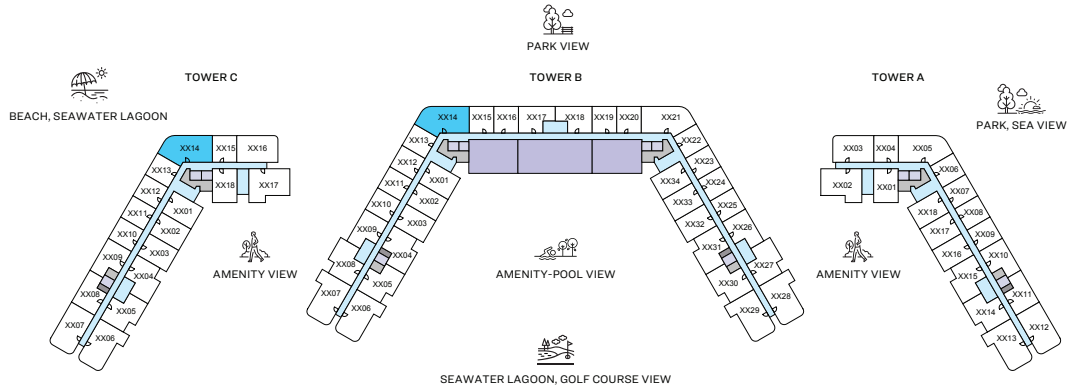 PARK VIEW
TOWER C
TOWER B
TOWER A
BEACH, SEAWATER LAGOON
PARK, SEA VIEW
XX14
XX15
XX16
XX13
XX12
XX11
XX10
XX09
XX08
XX07
XX18
XX17
XX01
XX02
XX03
XX04
XX05
XX06
XX14
XX15
XX16
XX17
XX18
XX19
XX20
XX21
XX13
XX12
XX11
XX10
XX09
XX08
XX07
XX01
XX02
XX03
XX04
XX05
XX06
XX22
XX23
XX24
XX25
XX26
XX27
XX28
XX34
XX33
XX32
XX31
XX30
XX29
XX03
XX04
XX05
XX02
XX01
XX06
XX07
XX08
XX09
XX10
XX11
XX12
XX18
XX17
XX16
XX15
XX14
XX13
AMENITY VIEW
AMENITY-POOL VIEW
AMENITY VIEW
SEAWATER LAGOON, GOLF COURSE VIEW